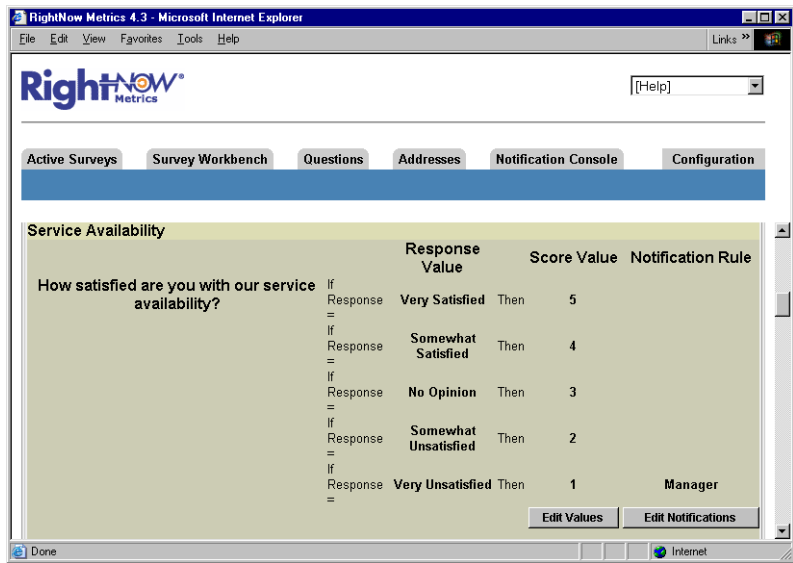 RightNow Metrics 4.3 - Microsoft Internet Explorer
File Edit View Favorites Tools Help Links »
RightNOW®
Metrics
[Help]
Active Surveys Survey Workbench Questions Addresses Notification Console Configuration
Service Availability
Response Value Score Value Notification Rule
How satisfied are you with our service availability?
If Response = Very Satisfied Then 5
If Response = Somewhat Satisfied Then 4
If Response = No Opinion Then 3
If Response = Somewhat Unsatisfied Then 2
If Response = Very Unsatisfied Then 1 Manager
Edit Values Edit Notifications
Done Internet